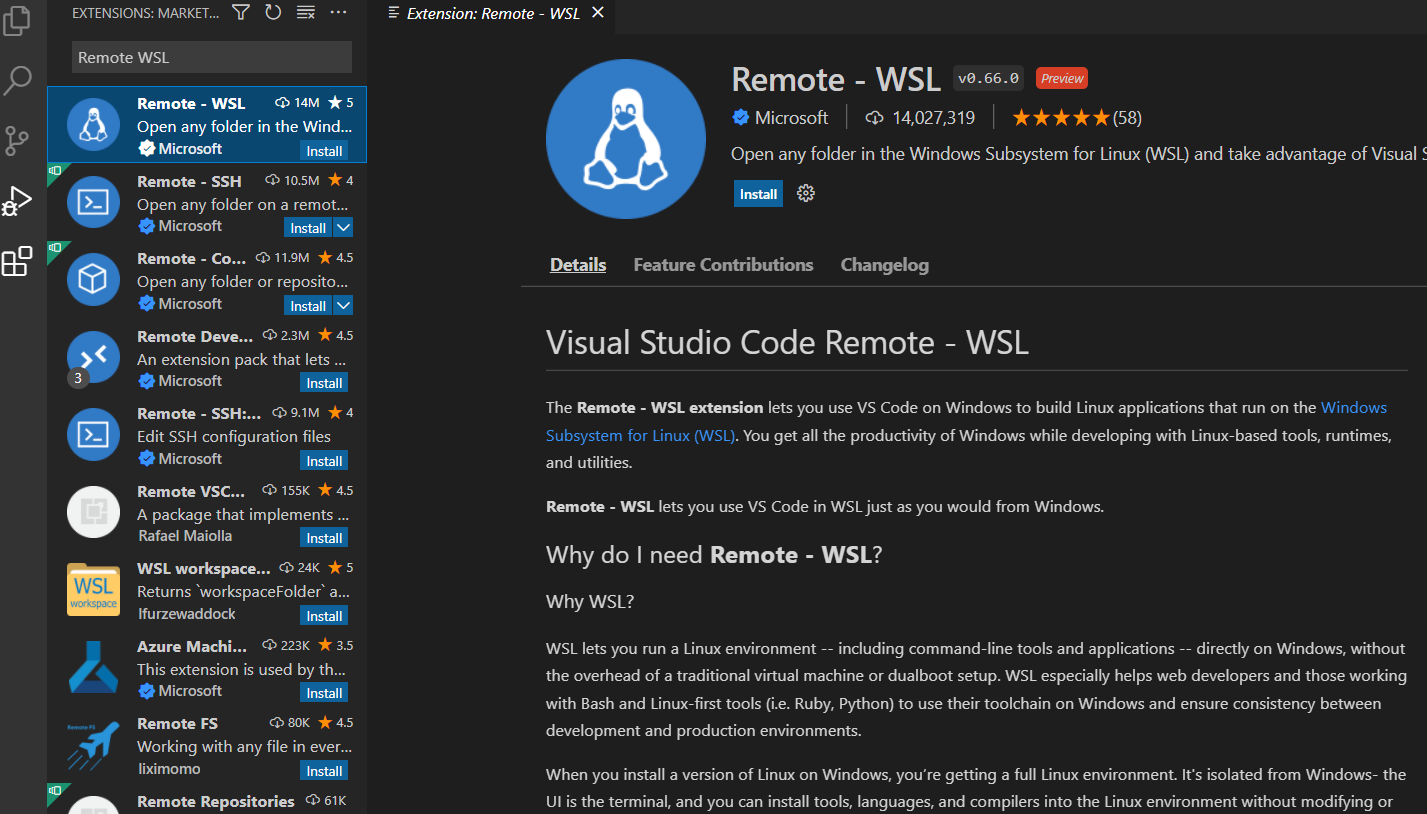 EXTENSIONS: MARKET...
Remote WSL
Remote - WSL 14M 5
Open any folder in the Wind...
Microsoft Install
Remote - SSH 10.5M 4
Open any folder on a remot...
Microsoft Install
Remote - Co... 11.9M 4.5
Open any folder or reposito...
Microsoft Install
Remote Deve... 2.3M 4.5
An extension pack that lets ...
3 Microsoft Install
Remote - SSH:... 9.1M 4
Edit SSH configuration files
Microsoft Install
Remote VSC... 155K 4.5
A package that implements ...
Rafael Maiolla Install
WSL workspace... 24K 5
WSL workspace
Returns `workspaceFolder` a...
lfurzewaddock Install
Azure Machi... 223K 3.5
This extension is used by th...
Microsoft Install
Remote FS 80K 4.5
Remote FS
Working with any file in ever...
liximomo Install
Remote Repositories 61K
Extension: Remote - WSL
Remote - WSL v0.66.0 Preview
Microsoft 14,027,319 (58)
Open any folder in the Windows Subsystem for Linux (WSL) and take advantage of Visual S
Install
Details Feature Contributions Changelog
Visual Studio Code Remote - WSL
The Remote - WSL extension lets you use VS Code on Windows to build Linux applications that run on the Windows
Subsystem for Linux (WSL). You get all the productivity of Windows while developing with Linux-based tools, runtimes,
and utilities.
Remote - WSL lets you use VS Code in WSL just as you would from Windows.
Why do I need Remote - WSL?
Why WSL?
WSL lets you run a Linux environment -- including command-line tools and applications -- directly on Windows, without
the overhead of a traditional virtual machine or dualboot setup. WSL especially helps web developers and those working
with Bash and Linux-first tools (i.e. Ruby, Python) to use their toolchain on Windows and ensure consistency between
development and production environments.
When you install a version of Linux on Windows, you're getting a full Linux environment. It's isolated from Windows- the
UI is the terminal, and you can install tools, languages, and compilers into the Linux environment without modifying or